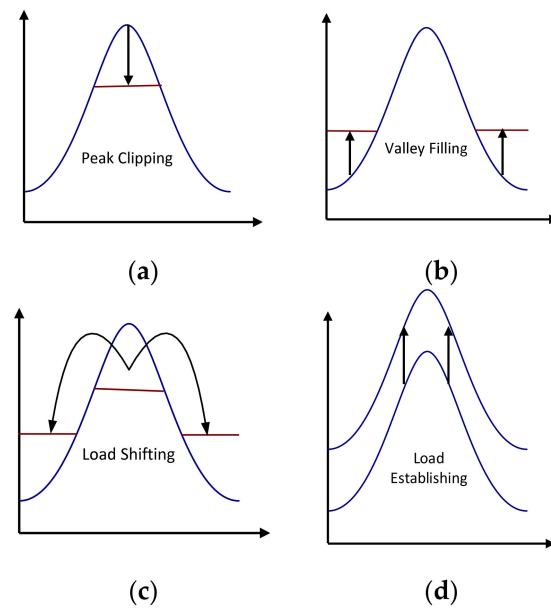 Peak Clipping
Valley Filling
(a)
(b)
Load Shifting
Load
Establishing
(c)
(d)